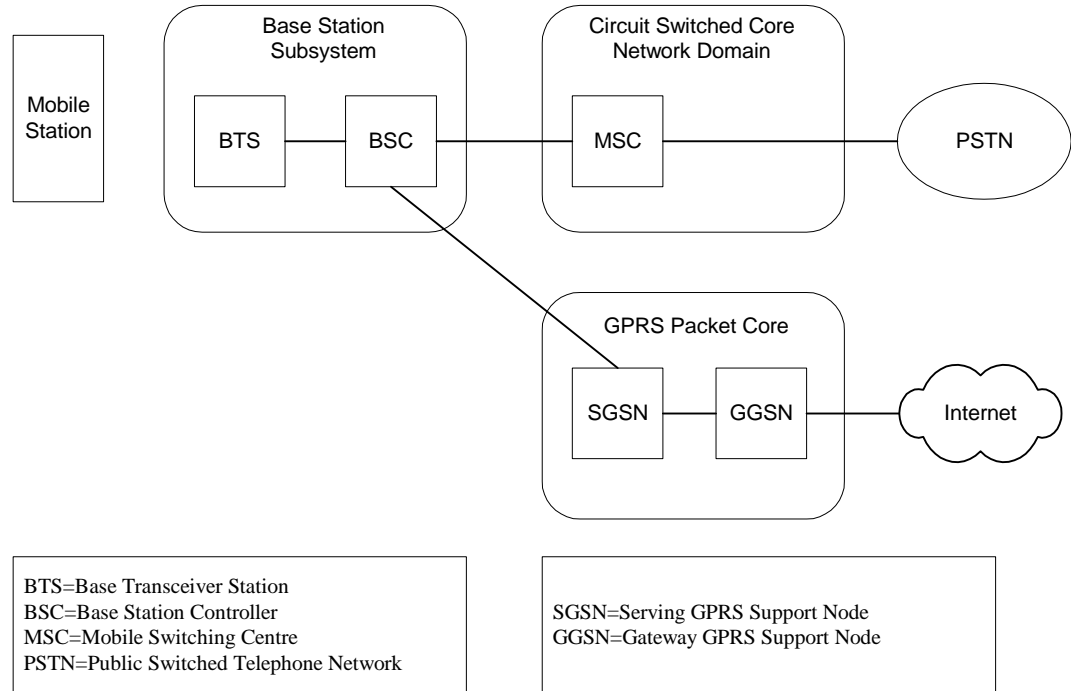 Base Station
Subsystem
Circuit Switched Core
Network Domain
Mobile
Station
BTS
BSC
MSC
PSTN
GPRS Packet Core
SGSN
GGSN
Internet
BTS=Base Transceiver Station
BSC=Base Station Controller
MSC=Mobile Switching Centre
PSTN=Public Switched Telephone Network
SGSN=Serving GPRS Support Node
GGSN=Gateway GPRS Support Node